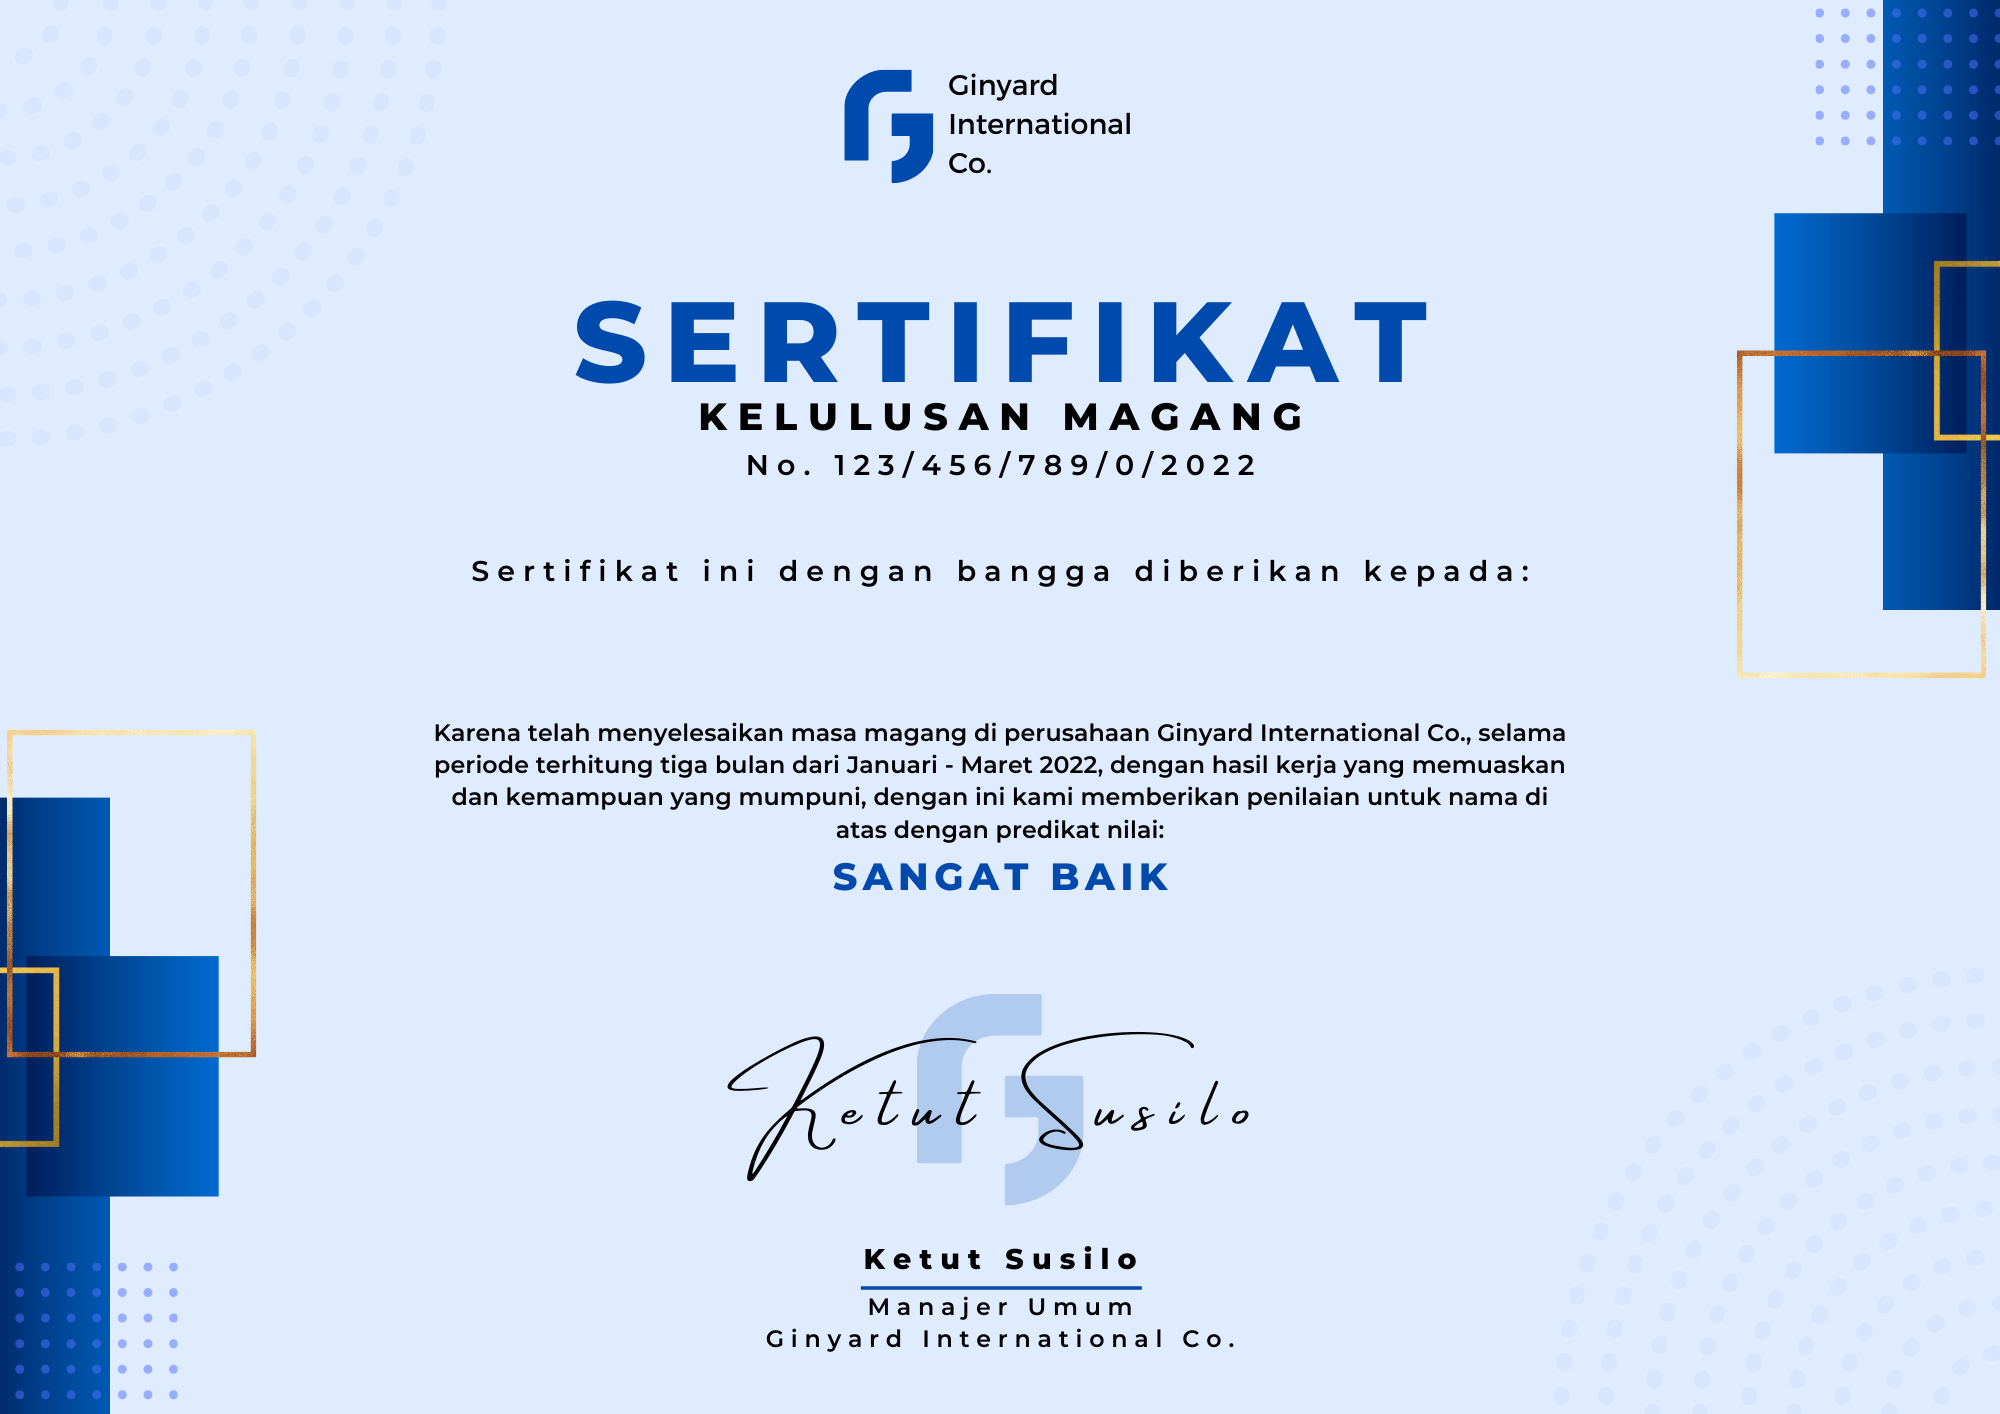 Ginyard
International
Co.
SERTIFIKAT
KELULUSAN MAGANG
No. 123/456/789/0/2022
Sertifikat ini dengan bangga diberikan kepada:
Karena telah menyelesaikan masa magang di perusahaan Ginyard International Co., selama
periode terhitung tiga bulan dari Januari - Maret 2022, dengan hasil kerja yang memuaskan
dan kemampuan yang mumpuni, dengan ini kami memberikan penilaian untuk nama di
atas dengan predikat nilai:
SANGAT BAIK
Ketut Susilo
Ketut Susilo
Manajer Umum
Ginyard International Co.